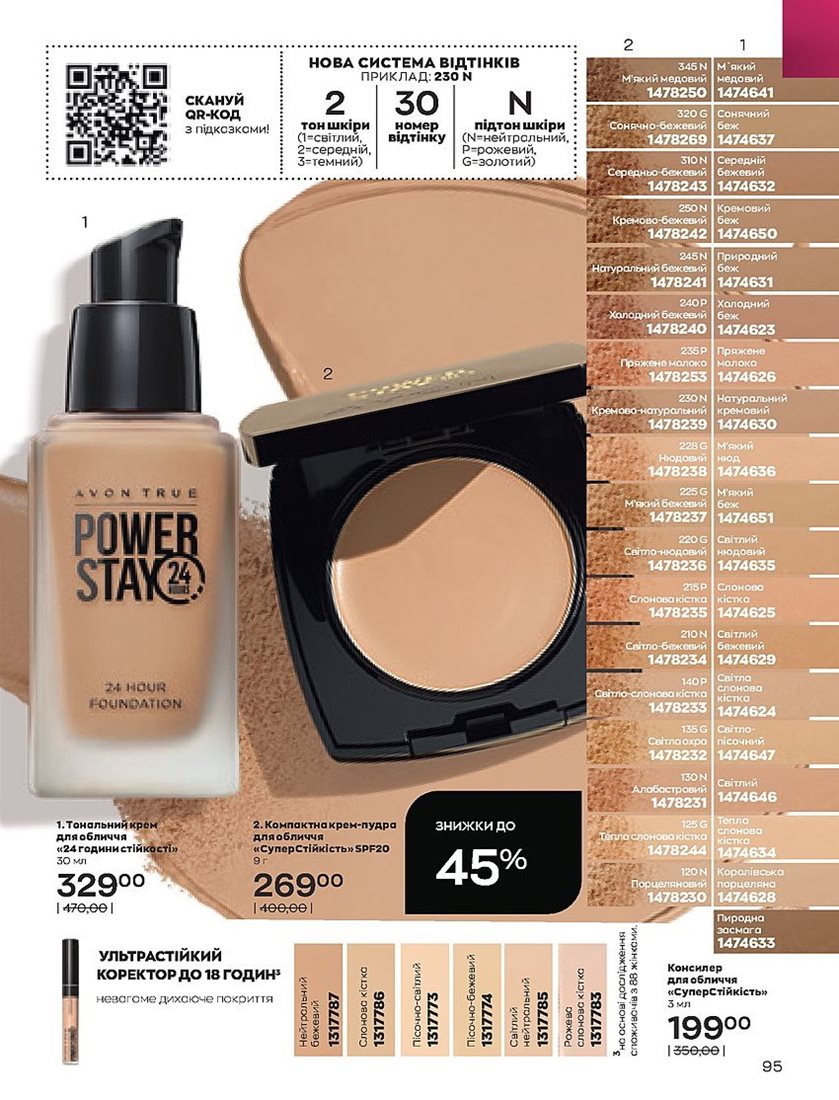 СКАНУЙ
QR-КОД
з підказками!
НОВА СИСТЕМА ВІДТІНКІВ
ПРИКЛАД: 230 N
2
тон шкіри
(1=світлий,
2=середній,
3=темний)
30
номер
відтінку
N
підтон шкіри
(N=нейтральний,
P=рожевий,
G=золотий)
1
AVON TRUE
POWER
STAY 24
HOURS
24 HOUR
FOUNDATION
2
2 1
345 N М`який
М'який медовий медовий
1478250 1474641
320 G Сонячний
Сонячно-бежевий беж
1478269 1474637
310 N Середній
Середньо-бежевий бежевий
1478243 1474632
250 N Кремовий
Кремово-бежевий беж
1478242 1474650
245 N Природний
Натуральний бежевий беж
1478241 1474631
240 P Холодний
Холодний бежевий беж
1478240 1474623
235 P Пряжене
Пряжене молоко молоко
1478253 1474626
230 N Натуральний
Кремово-натуральний кремовий
1478239 1474630
228 G М'який
Нюдовий нюд
1478238 1474636
225 G М'який
М'який бежевий беж
1478237 1474651
220 G Світлий
Світло-нюдовий нюдовий
1478236 1474635
215 P Слонова
Слонова кістка кістка
1478235 1474625
210 N Світлий
Світло-бежевий бежевий
1478234 1474629
140 P Світла
Світло-слонова кістка слонова
кістка
1478233 1474624
135 G Світло-
Світла охра пісочний
1478232 1474647
130 N
Алабастровий Світлий
1478231 1474646
125 G Тепла
Тепла слонова кістка слонова
кістка
1478244 1474634
120 N Королівська
Порцеляновий порцеляна
1478230 1474628
Пиродна
засмага
1474633
1. Тональний крем
для обличчя
«24 години стійкості»
30 мл
329⁰⁰
| 470,00 |
2. Компактна крем-пудра
для обличчя
«СуперСтійкість» SPF20
9 г
269⁰⁰
| 400,00 |
ЗНИЖКИ ДО
45%
УЛЬТРАСТІЙКИЙ
КОРЕКТОР ДО 18 ГОДИН³
невагоме дихаюче покриття
Нейтральний
бежевий
1317787
Слонова кістка
1317786
Пісочно-світлий
1317773
Пісочно-бежевий
1317774
Світлий
нейтральний
1317785
Рожева
слонова кістка
1317783
³на основі дослідження
споживачів з 88 жінками.
Консилер
для обличчя
«СуперСтійкість»
3 мл
199⁰⁰
| 350,00 |
95